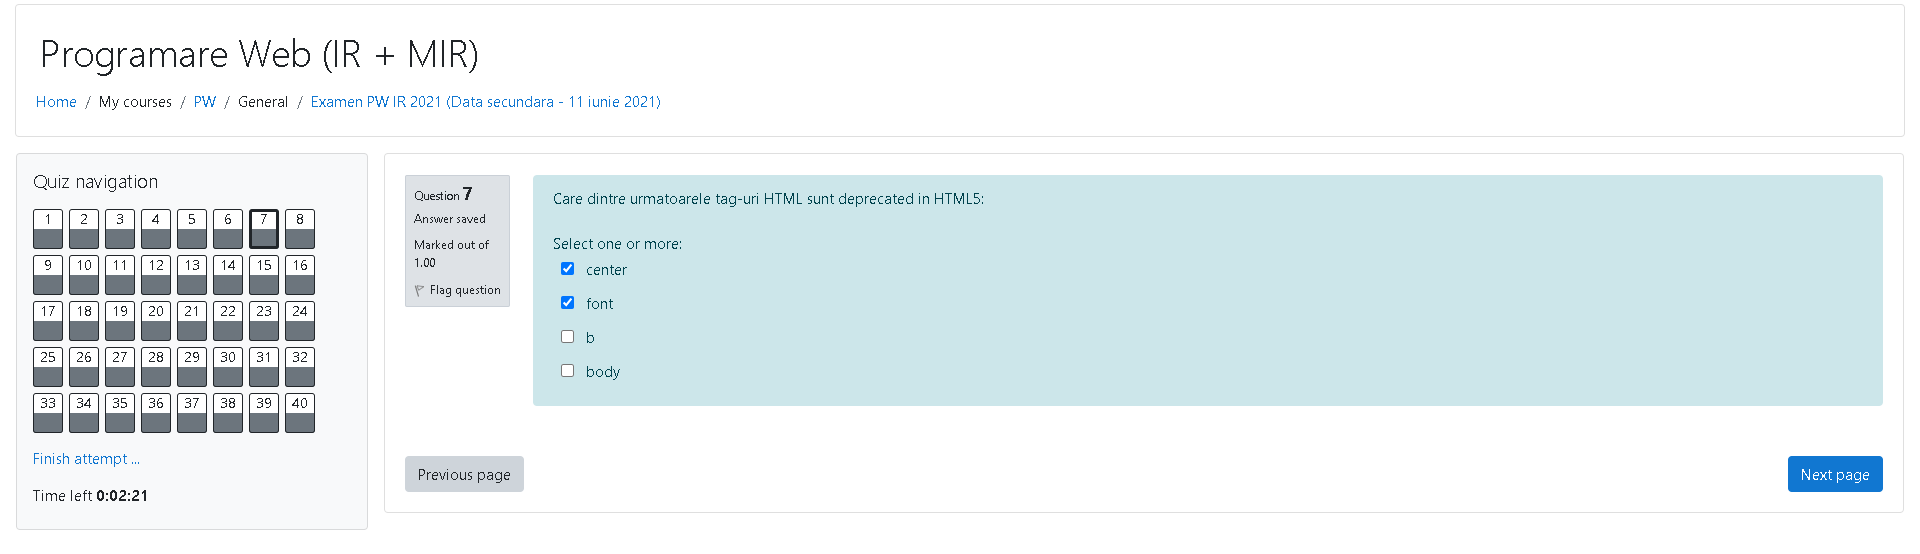 Programare Web (IR + MIR)
Home / My courses / PW / General / Examen PW IR 2021 (Data secundara - 11 iunie 2021)
Quiz navigation
1 2 3 4 5 6 7 8
9 10 11 12 13 14 15 16
17 18 19 20 21 22 23 24
25 26 27 28 29 30 31 32
33 34 35 36 37 38 39 40
Finish attempt ...
Time left 0:02:21
Question 7
Answer saved
Marked out of
1.00
Flag question
Care dintre urmatoarele tag-uri HTML sunt deprecated in HTML5:
Select one or more:
center
font
b
body
Previous page
Next page